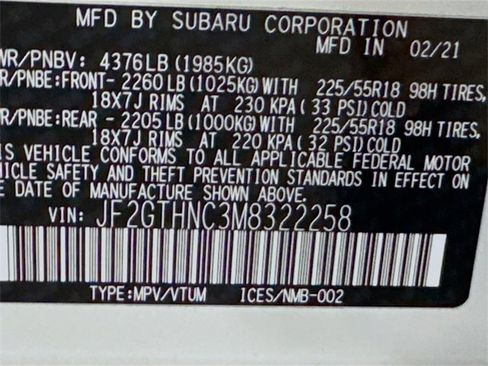 MFD BY SUBARU CORPORATION
MFD IN 02/21
WR/PNBV: 4376LB (1985KG)
R/PNBE:FRONT- 2260 LB (1025KG) WITH 225/55R18 98H TIRES,
18X7J RIMS AT 230 KPA (33 PSI) COLD
R/PNBE:REAR - 2205 LB (1000KG) WITH 225/55R18 98H TIRES,
18X7J RIMS AT 220 KPA (32 PSI) COLD
IS VEHICLE CONFORMS TO ALL APPLICABLE FEDERAL MOTOR
VEHICLE SAFETY AND THEFT PREVENTION STANDARDS IN EFFECT ON
E DATE OF MANUFACTURE SHOWN ABOVE.
VIN: JF2GTHNC3M8322258
TYPE:MPV/VTUM ICES/NMB-002